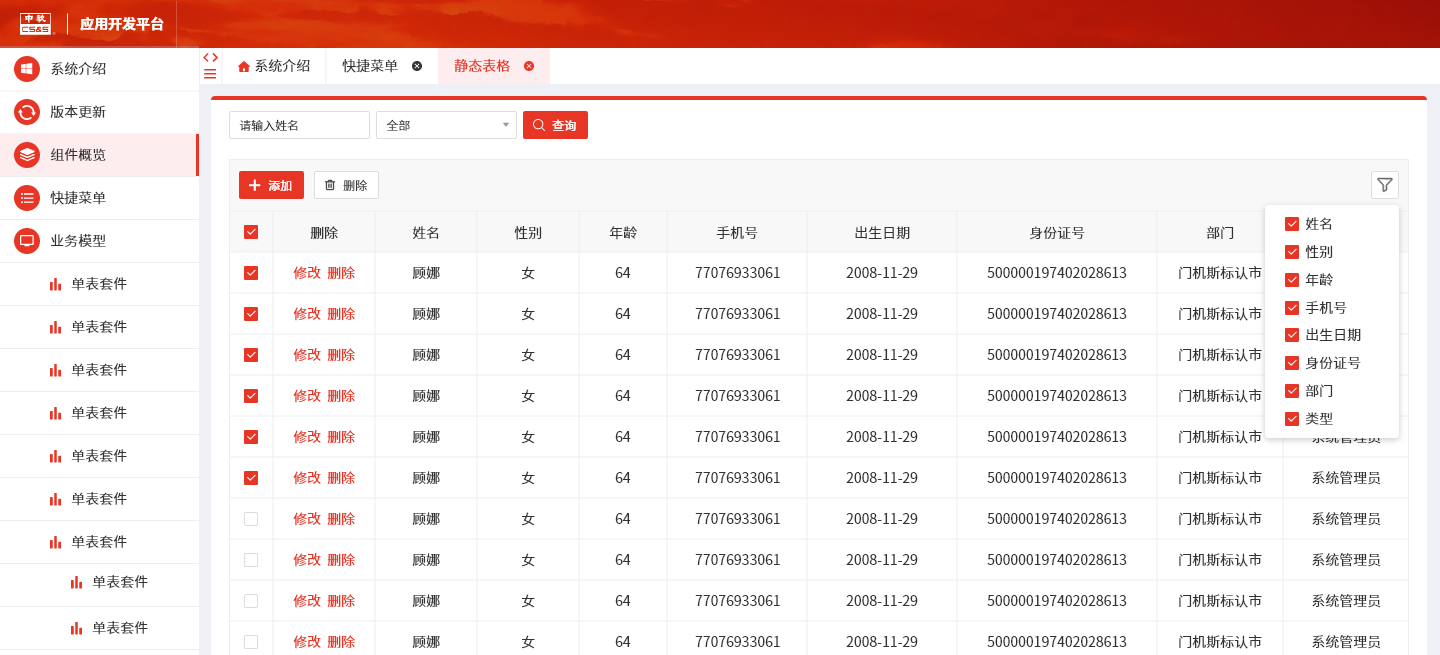 中软
CS&S
应用开发平台
系统介绍
版本更新
组件概览
快捷菜单
业务模型
单表套件
单表套件
单表套件
单表套件
单表套件
单表套件
单表套件
单表套件
单表套件
系统介绍 快捷菜单 静态表格
请输入姓名 全部 查询
添加 删除
删除 姓名 性别 年龄 手机号 出生日期 身份证号 部门
修改 删除 顾娜 女 64 77076933061 2008-11-29 500000197402028613 门机斯标认市
修改 删除 顾娜 女 64 77076933061 2008-11-29 500000197402028613 门机斯标认市
修改 删除 顾娜 女 64 77076933061 2008-11-29 500000197402028613 门机斯标认市
修改 删除 顾娜 女 64 77076933061 2008-11-29 500000197402028613 门机斯标认市
修改 删除 顾娜 女 64 77076933061 2008-11-29 500000197402028613 门机斯标认市 系统管理员
修改 删除 顾娜 女 64 77076933061 2008-11-29 500000197402028613 门机斯标认市 系统管理员
修改 删除 顾娜 女 64 77076933061 2008-11-29 500000197402028613 门机斯标认市 系统管理员
修改 删除 顾娜 女 64 77076933061 2008-11-29 500000197402028613 门机斯标认市 系统管理员
修改 删除 顾娜 女 64 77076933061 2008-11-29 500000197402028613 门机斯标认市 系统管理员
修改 删除 顾娜 女 64 77076933061 2008-11-29 500000197402028613 门机斯标认市 系统管理员
姓名
性别
年龄
手机号
出生日期
身份证号
部门
类型